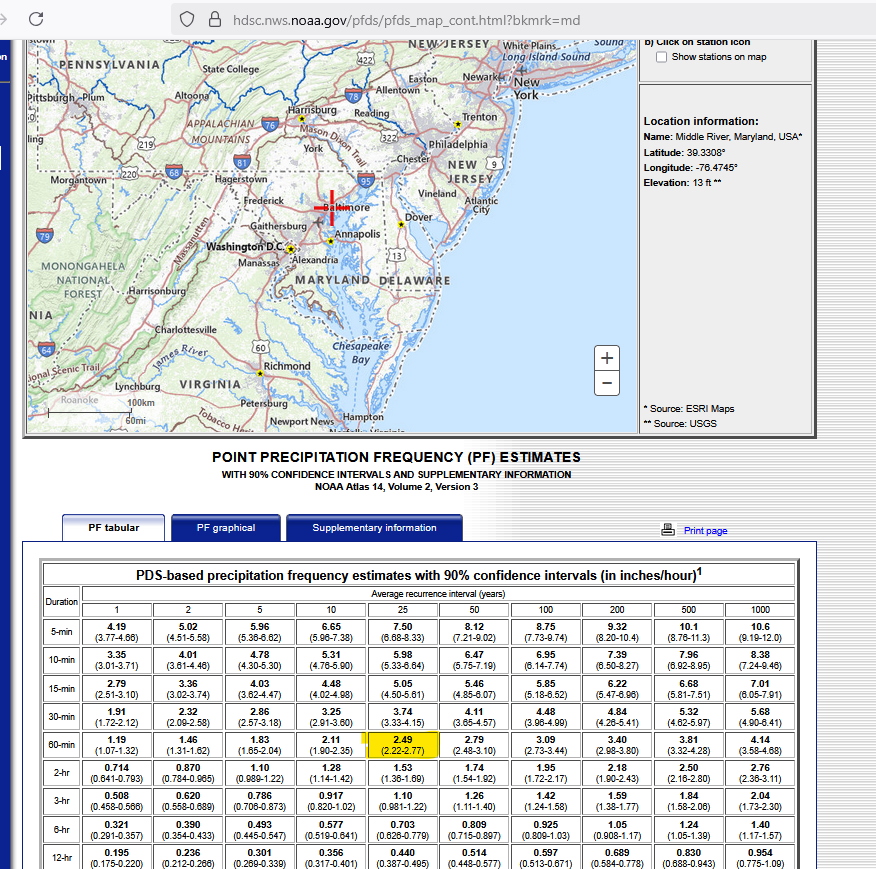 hdsc.nws.noaa.gov/pfds/pfds_map_cont.html?bkmrk=md
b) Click on station icon
Show stations on map
Location information:
Name: Middle River, Maryland, USA*
Latitude: 39.3308°
Longitude: -76.4745°
Elevation: 13 ft **
* Source: ESRI Maps
** Source: USGS
NEW JERSEY
White Plains
Sound
Long Island Sound
PENNSYLVANIA
State College
422
Easton
Newark
New
York
Pittsburgh
Plum
Altoona
78
Allentown
Harrisburg
Reading
Trenton
APPALACHIAN
MOUNTAINS
76
Mason Dixon Trail
322
219
York
Philadelphia
Chester
81
NEW
JERSEY
9
220
68
Morgantown
Hagerstown
95
Vineland
Frederick
Baltimore
Atlantic
City
Dover
Gaithersburg
Annapolis
79
Massanutten
Washington D.C.
Alexandria
Manassas
13
MONONGAHELA
NATIONAL
FOREST
MARYLAND
DELAWARE
Harrisonburg
NIA
Charlottesville
64
60
Chesapeake
Bay
James River
Richmond
ional Scenic Trail
Lynchburg
VIRGINIA
Roanoke
100km
60mi
Petersburg
Tobacco Her
Newport News
Hampton
+
−
POINT PRECIPITATION FREQUENCY (PF) ESTIMATES
WITH 90% CONFIDENCE INTERVALS AND SUPPLEMENTARY INFORMATION
NOAA Atlas 14, Volume 2, Version 3
PF tabular PF graphical Supplementary information Print page
PDS-based precipitation frequency estimates with 90% confidence intervals (in inches/hour)1
Duration
Average recurrence interval (years)
1 2 5 10 25 50 100 200 500 1000
5-min 4.19 5.02 5.96 6.65 7.50 8.12 8.75 9.32 10.1 10.6
(3.77-4.66) (4.51-5.58) (5.36-6.62) (5.96-7.38) (6.68-8.33) (7.21-9.02) (7.73-9.74) (8.20-10.4) (8.76-11.3) (9.19-12.0)
10-min 3.35 4.01 4.78 5.31 5.98 6.47 6.95 7.39 7.96 8.38
(3.01-3.71) (3.61-4.46) (4.30-5.30) (4.76-5.90) (5.33-6.64) (5.75-7.19) (6.14-7.74) (6.50-8.27) (6.92-8.95) (7.24-9.46)
15-min 2.79 3.36 4.03 4.48 5.05 5.46 5.85 6.22 6.68 7.01
(2.51-3.10) (3.02-3.74) (3.62-4.47) (4.02-4.98) (4.50-5.61) (4.85-6.07) (5.18-6.52) (5.47-6.96) (5.81-7.51) (6.05-7.91)
30-min 1.91 2.32 2.86 3.25 3.74 4.11 4.48 4.84 5.32 5.68
(1.72-2.12) (2.09-2.58) (2.57-3.18) (2.91-3.60) (3.33-4.15) (3.65-4.57) (3.96-4.99) (4.26-5.41) (4.62-5.97) (4.90-6.41)
60-min 1.19 1.46 1.83 2.11 2.49 2.79 3.09 3.40 3.81 4.14
(1.07-1.32) (1.31-1.62) (1.65-2.04) (1.90-2.35) (2.22-2.77) (2.48-3.10) (2.73-3.44) (2.98-3.80) (3.32-4.28) (3.58-4.68)
2-hr 0.714 0.870 1.10 1.28 1.53 1.74 1.95 2.18 2.50 2.76
(0.641-0.793) (0.784-0.965) (0.989-1.22) (1.14-1.42) (1.36-1.69) (1.54-1.92) (1.72-2.17) (1.90-2.43) (2.16-2.80) (2.36-3.11)
3-hr 0.508 0.620 0.786 0.917 1.10 1.26 1.42 1.59 1.84 2.04
(0.458-0.566) (0.558-0.689) (0.706-0.873) (0.820-1.02) (0.981-1.22) (1.11-1.40) (1.24-1.58) (1.38-1.77) (1.58-2.06) (1.73-2.30)
6-hr 0.321 0.390 0.493 0.577 0.703 0.809 0.925 1.05 1.24 1.40
(0.291-0.357) (0.354-0.433) (0.445-0.547) (0.519-0.641) (0.626-0.779) (0.715-0.897) (0.809-1.03) (0.908-1.17) (1.05-1.39) (1.17-1.57)
12-hr 0.195 0.236 0.301 0.356 0.440 0.514 0.597 0.689 0.830 0.954
(0.175-0.220) (0.212-0.266) (0.269-0.339) (0.317-0.401) (0.387-0.495) (0.448-0.577) (0.513-0.671) (0.584-0.778) (0.688-0.943) (0.775-1.09)